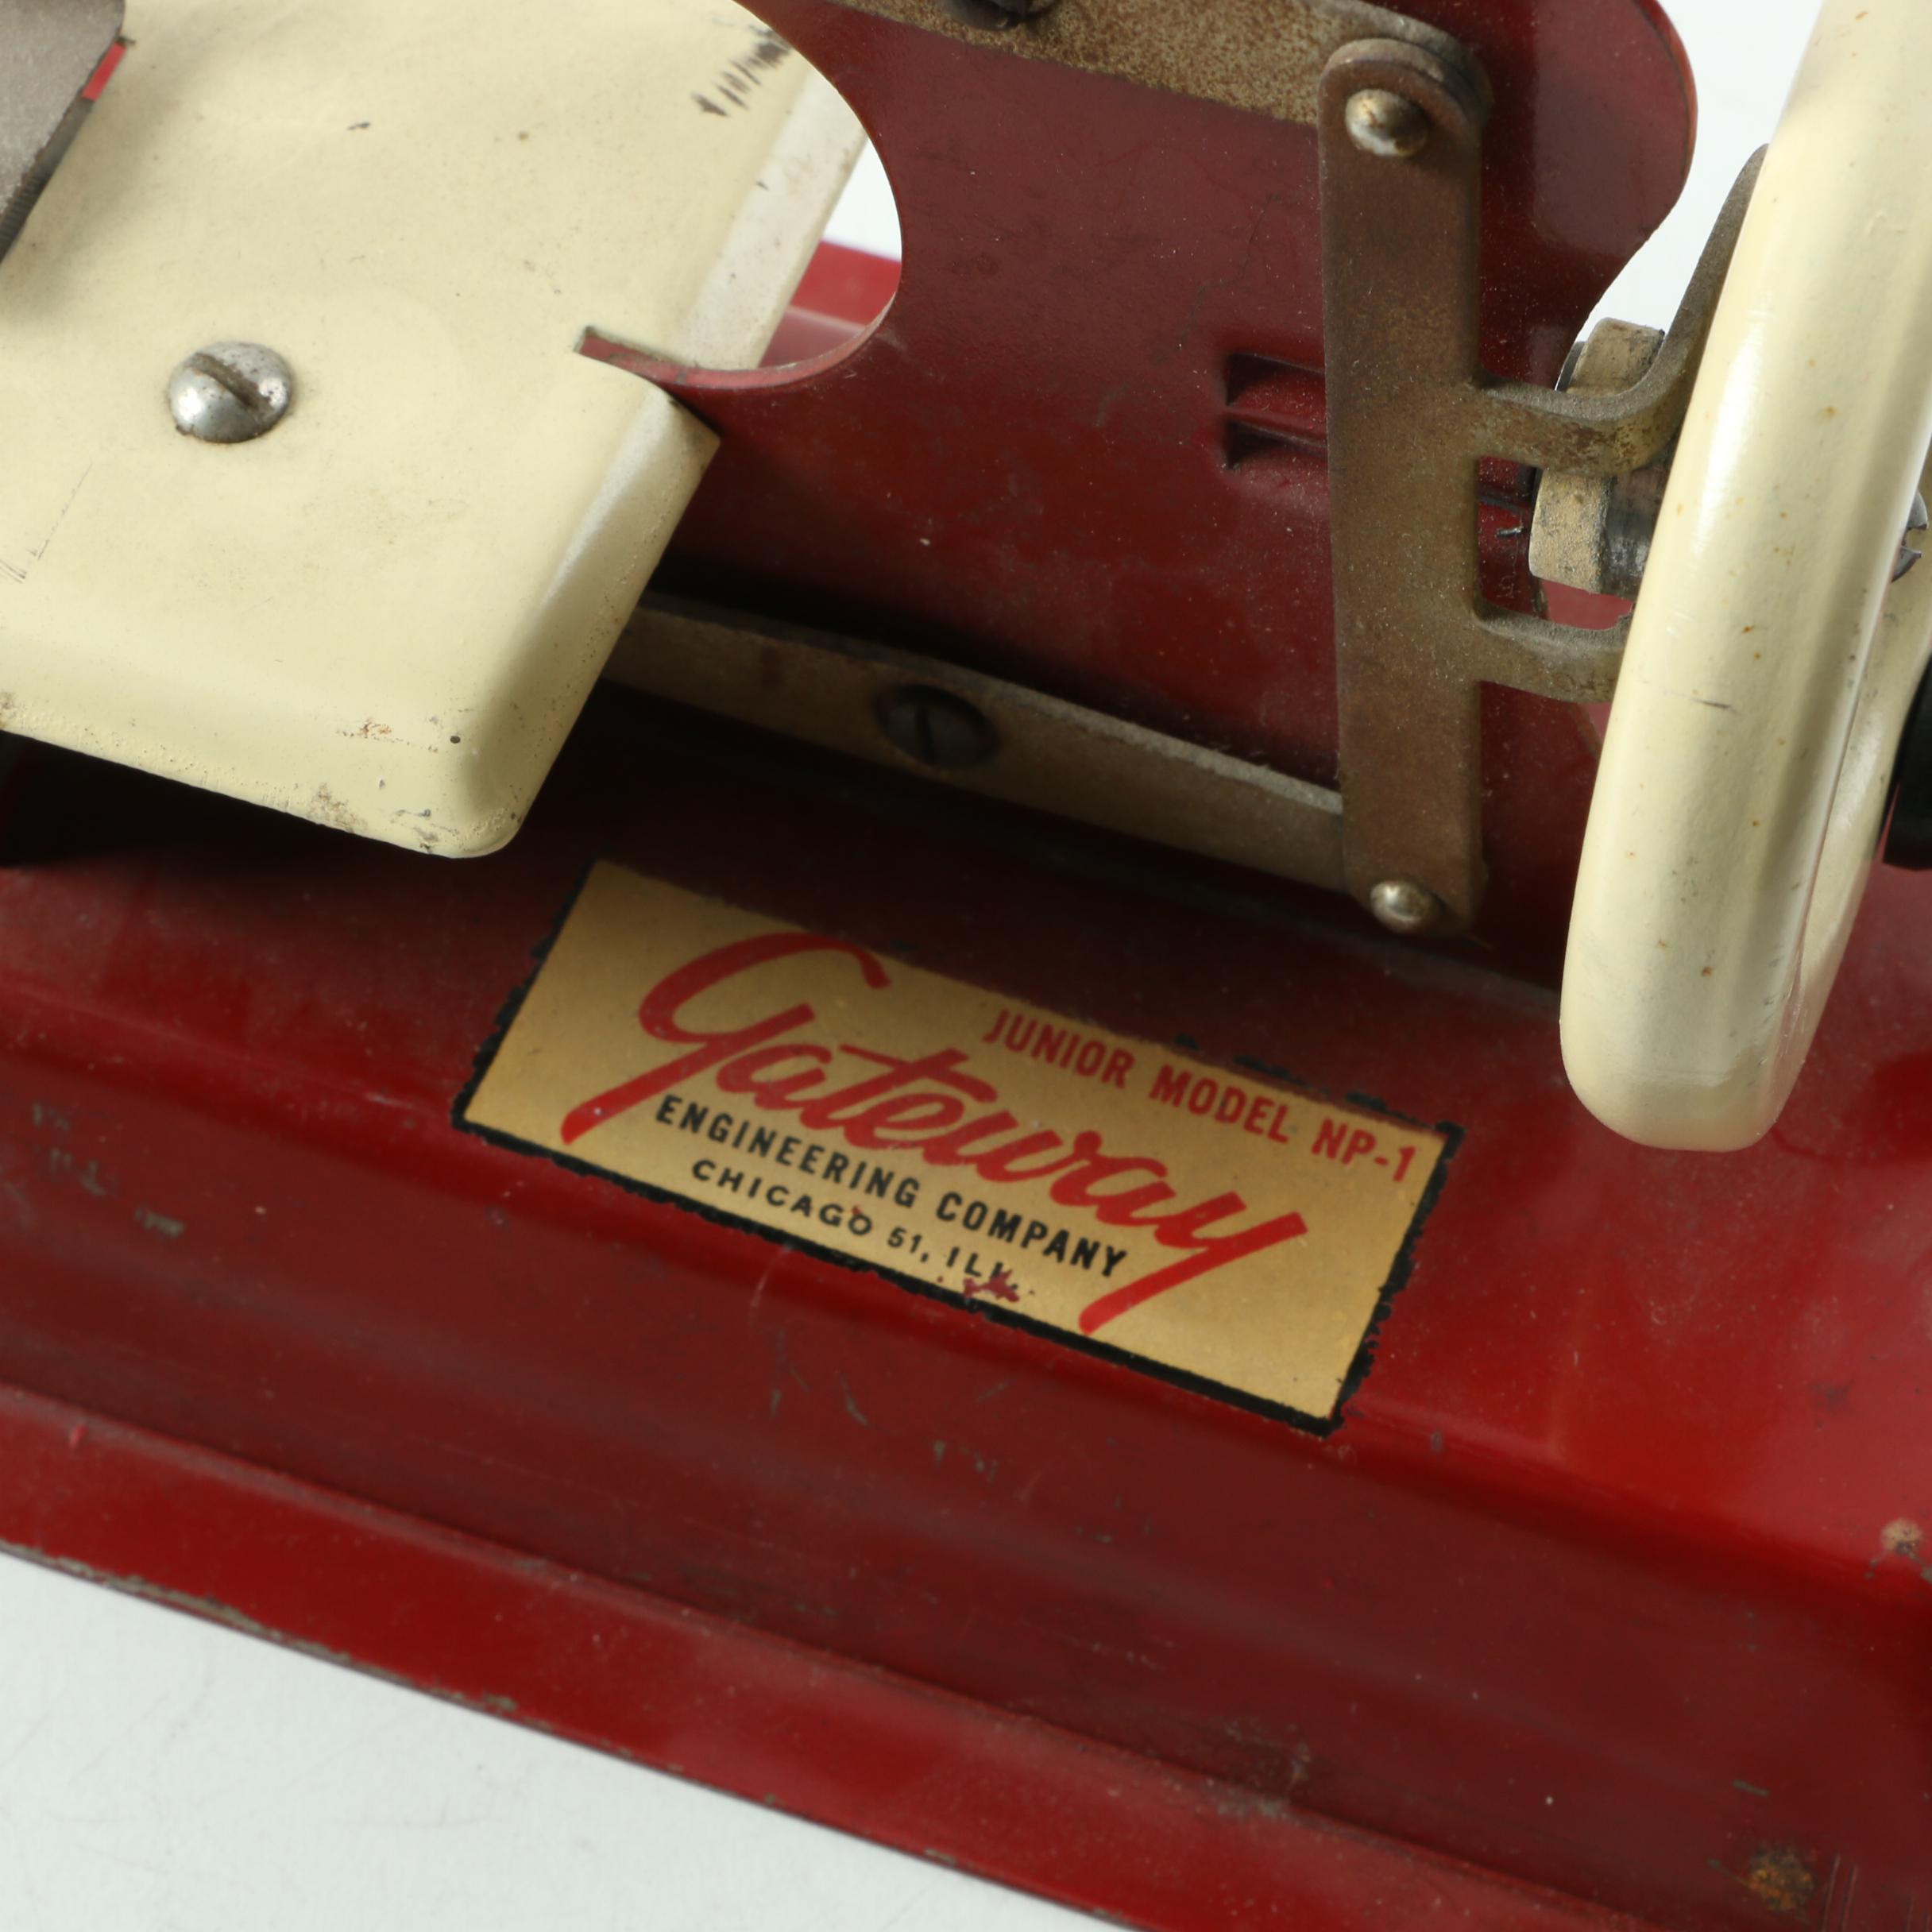 JUNIOR MODEL NP-1
Gateway
ENGINEERING COMPANY
CHICAGO 51, ILL.